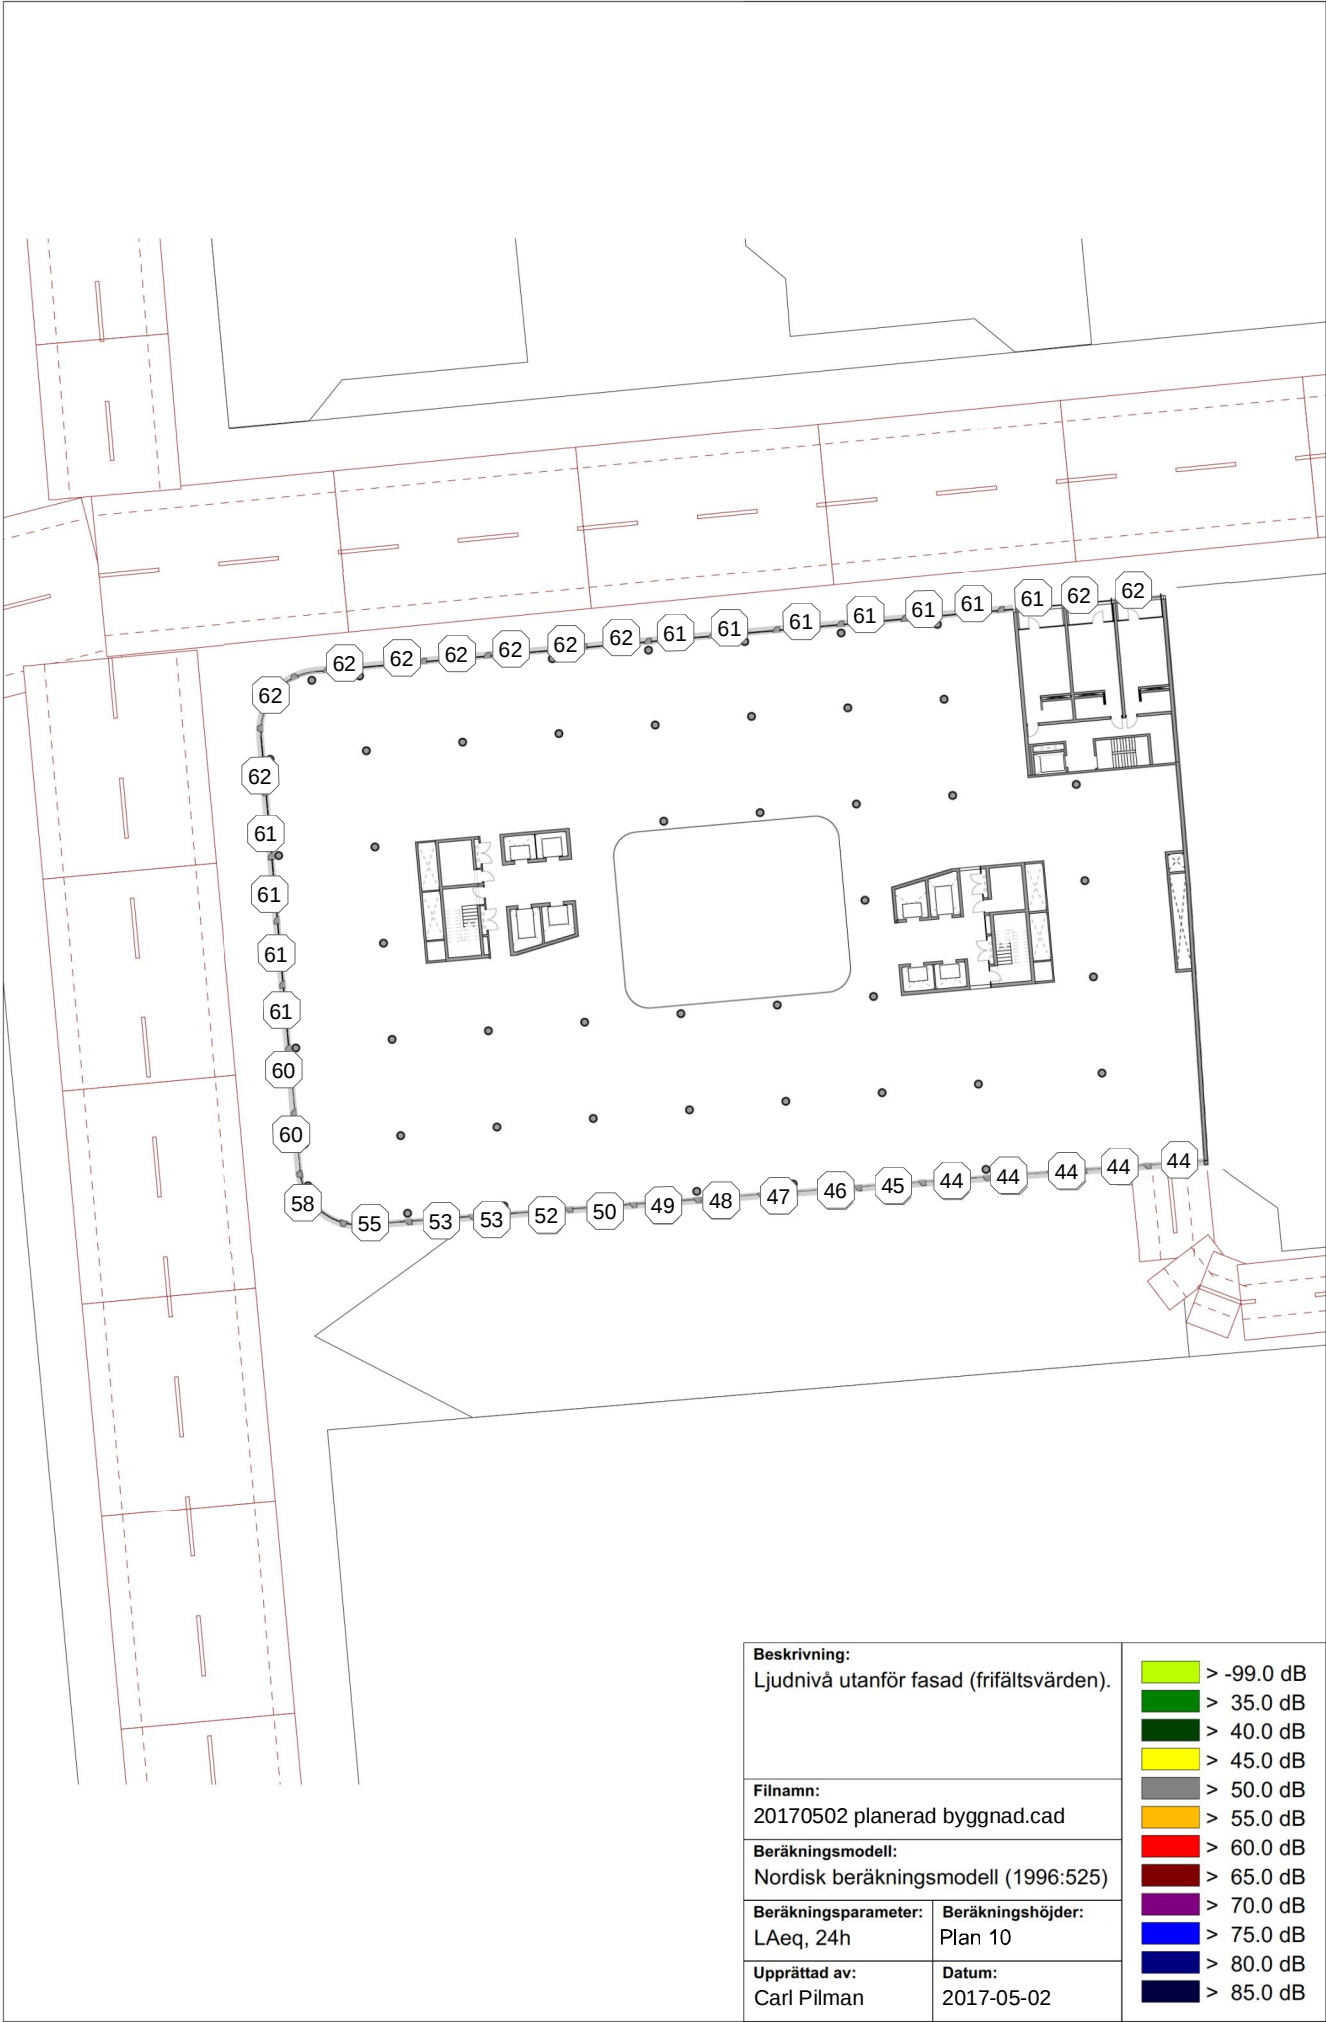 61 62 62
61 61 61 61 61 61
62 62 62 62 62 62
62
62
61
61
61
61
60
60
58
55 53 53 52 50 49 48 47 46 45 44 44 44 44 44
Beskrivning:
Ljudnivå utanför fasad (frifältsvärden).
Filnamn:
20170502 planerad byggnad.cad
Beräkningsmodell:
Nordisk beräkningsmodell (1996:525)
Beräkningsparameter:
LAeq, 24h
Beräkningshöjder:
Plan 10
Upprättad av:
Carl Pilman
Datum:
2017-05-02
> -99.0 dB
> 35.0 dB
> 40.0 dB
> 45.0 dB
> 50.0 dB
> 55.0 dB
> 60.0 dB
> 65.0 dB
> 70.0 dB
> 75.0 dB
> 80.0 dB
> 85.0 dB